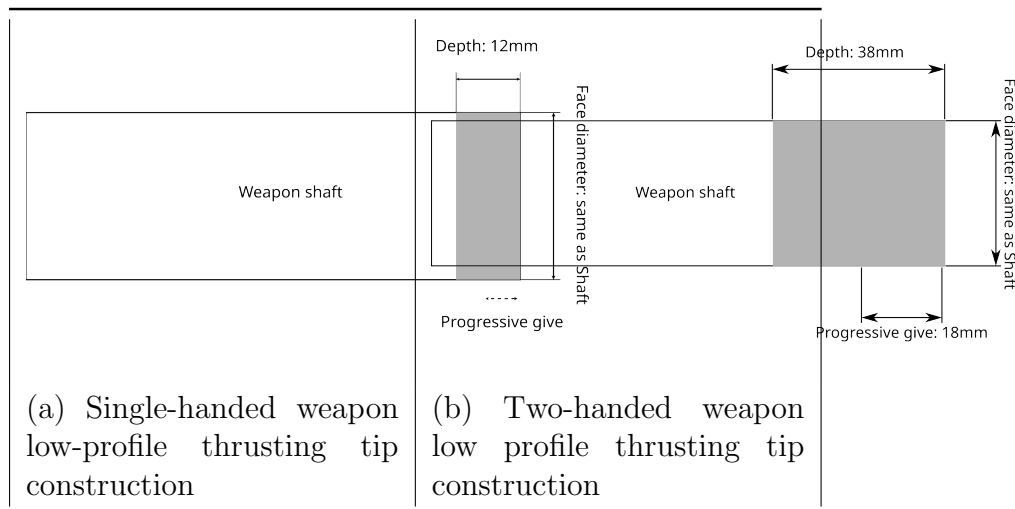 Depth: 12mm
Weapon shaft
Face diameter: same as Shaft
Progressive give
Depth: 38mm
Weapon shaft
Face diameter: same as Shaft
Progressive give: 18mm
(a) Single-handed weapon
low-profile thrusting tip
construction
(b) Two-handed weapon
low profile thrusting tip
construction